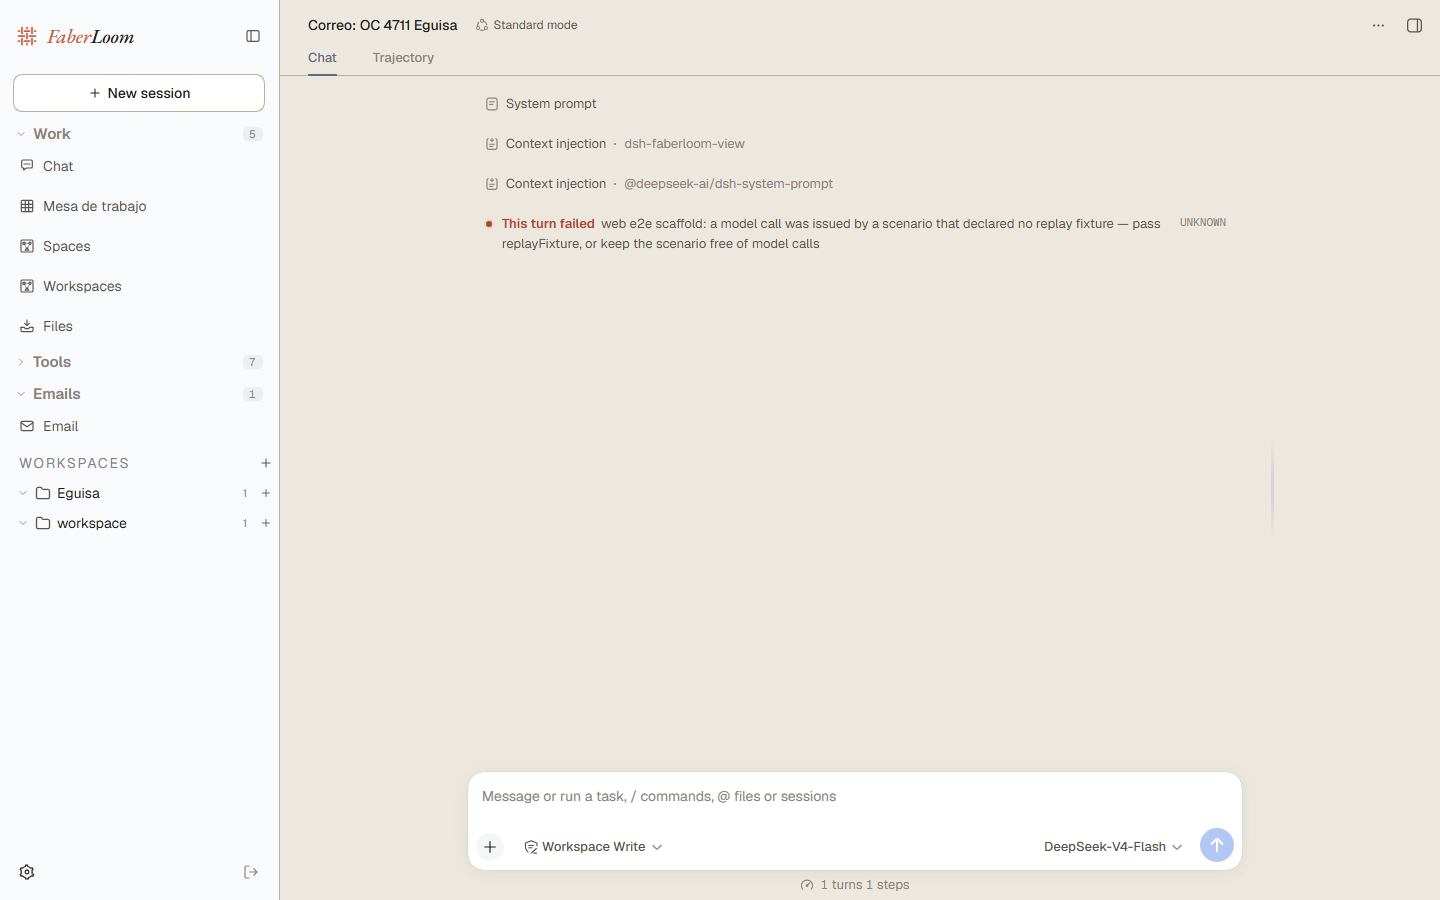 FaberLoom
New session
Work 5
Chat
Mesa de trabajo
Spaces
Workspaces
Files
Tools 7
Emails 1
Email
WORKSPACES
Eguisa 1
workspace 1
Correo: OC 4711 Eguisa Standard mode
Chat Trajectory
System prompt
Context injection · dsh-faberloom-view
Context injection · @deepseek-ai/dsh-system-prompt
This turn failed web e2e scaffold: a model call was issued by a scenario that declared no replay fixture — pass UNKNOWN
replayFixture, or keep the scenario free of model calls
Message or run a task, / commands, @ files or sessions
Workspace Write DeepSeek-V4-Flash
1 turns 1 steps